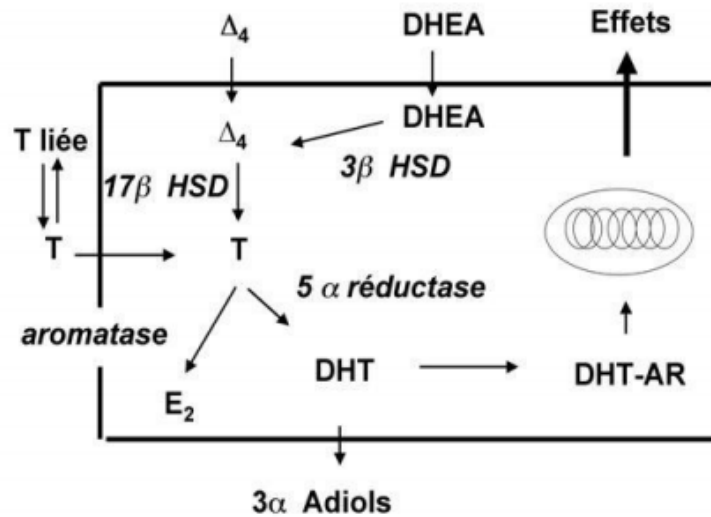 Δ₄ DHEA Effets
DHEA
T liée Δ₄
3β HSD
17β HSD
T T
5 α réductase
aromatase
DHT DHT-AR
E₂
3α Adiols